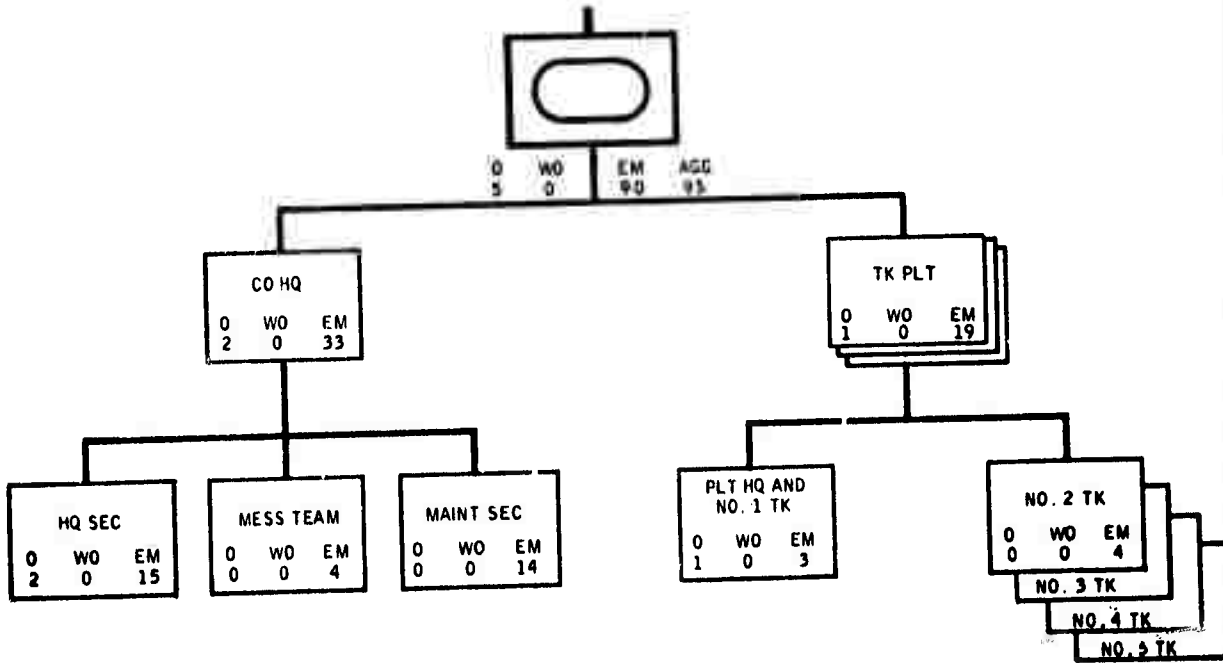 O WO EM AGG
5 0 90 95
CO HQ
O WO EM
2 0 33
TK PLT
O WO EM
1 0 19
HQ SEC
O WO EM
2 0 15
MESS TEAM
O WO EM
0 0 4
MAINT SEC
O WO EM
0 0 14
PLT HQ AND
NO. 1 TK
O WO EM
1 0 3
NO. 2 TK
O WO EM
0 0 4
NO. 3 TK
NO. 4 TK
NO. 5 TK